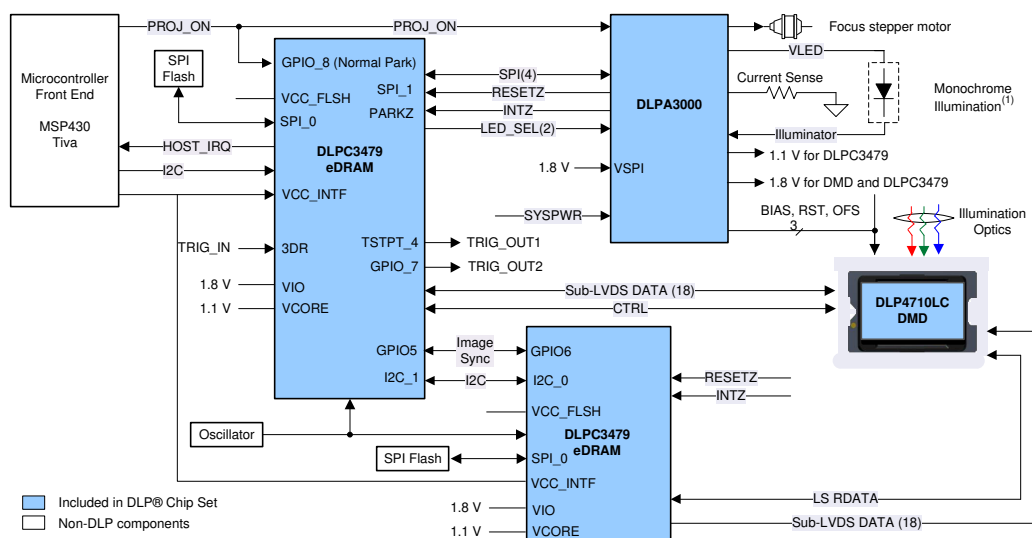 PROJ_ON
PROJ_ON
Focus stepper motor
VLED
Microcontroller
Front End
MSP430
Tiva
SPI
Flash
GPIO_8 (Normal Park)
VCC_FLSH
SPI_0
SPI_1
PARKZ
DLPC3479
eDRAM
SPI(4)
RESETZ
INTZ
LED_SEL(2)
DLPA3000
Current Sense
Monochrome
Illumination(1)
Illuminator
HOST_IRQ
I2C
VCC_INTF
1.8 V
VSPI
1.1 V for DLPC3479
1.8 V for DMD and DLPC3479
SYSPWR
BIAS, RST, OFS
3
Illumination
Optics
TRIG_IN
3DR
TSTPT_4
TRIG_OUT1
GPIO_7
TRIG_OUT2
1.8 V
VIO
1.1 V
VCORE
Sub-LVDS DATA (18)
CTRL
DLP4710LC
DMD
GPIO5
Image
Sync
GPIO6
I2C_1
I2C
I2C_0
RESETZ
INTZ
VCC_FLSH
Oscillator
DLPC3479
eDRAM
SPI Flash
SPI_0
VCC_INTF
LS RDATA
1.8 V
VIO
Sub-LVDS DATA (18)
1.1 V
VCORE
Included in DLP® Chip Set
Non-DLP components